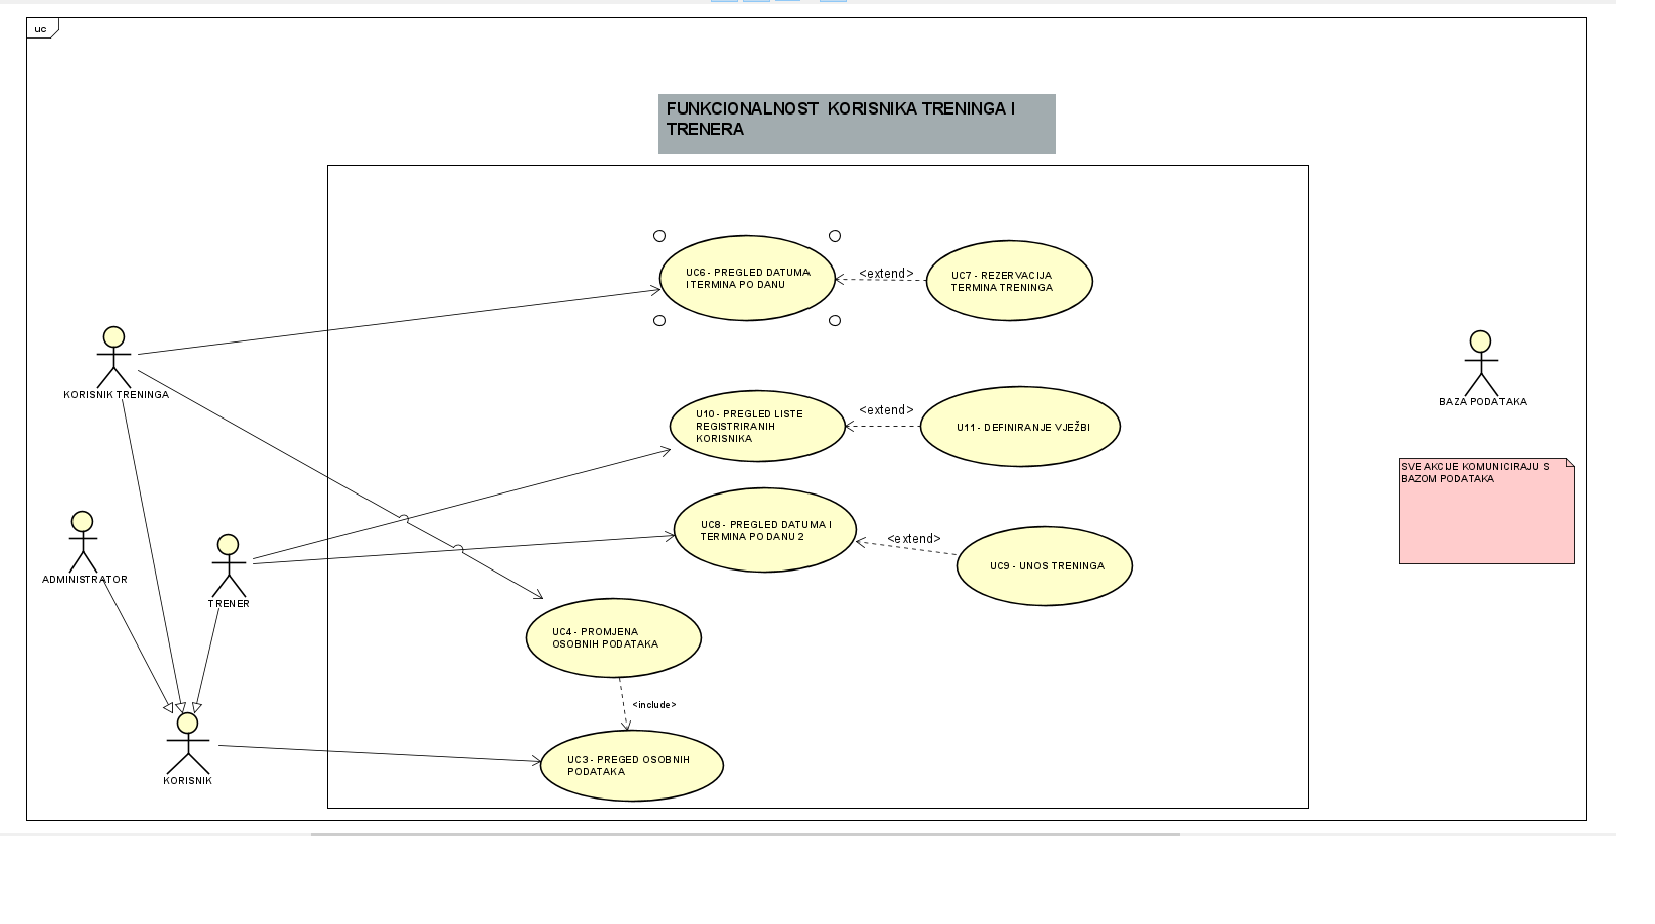 uc
FUNKCIONALNOST KORISNIKA TRENINGA I
TRENERA
UC6 - PREGLED DATUMA
I TERMINA PO DANU
<extend>
UC7 - REZERVACIJA
TERMINA TRENINGA
KORISNIK TRENINGA
BAZA PODATAKA
U10 - PREGLED LISTE
REGISTRIRANIH
KORISNIKA
<extend>
U11 - DEFINIRANJE VJEŽBI
SVE AKCIJE KOMUNICIRAJU S
BAZOM PODATAKA
UC8 - PREGLED DATUMA I
TERMINA PO DANU 2
<extend>
UC9 - UNOS TRENINGA
ADMINISTRATOR
TRENER
UC4 - PROMJENA
OSOBNIH PODATAKA
<include>
UC3 - PREGED OSOBNIH
PODATAKA
KORISNIK